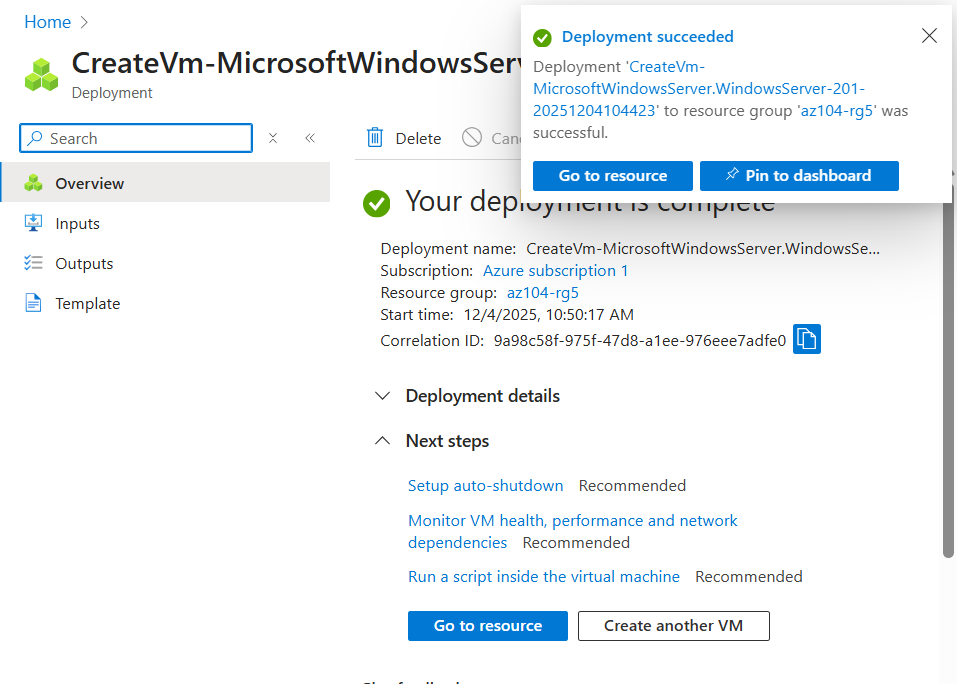 Home
CreateVm-MicrosoftWindowsSer
Deployment
Search
Overview
Inputs
Outputs
Template
Delete
Deployment succeeded
Deployment 'CreateVm-
MicrosoftWindowsServer.WindowsServer-201-
20251204104423' to resource group 'az104-rg5' was
successful.
Go to resource
Pin to dashboard
Your deployment is complete
Deployment name: CreateVm-MicrosoftWindowsServer.WindowsSe...
Subscription: Azure subscription 1
Resource group: az104-rg5
Start time: 12/4/2025, 10:50:17 AM
Correlation ID: 9a98c58f-975f-47d8-a1ee-976eee7adfe0
Deployment details
Next steps
Setup auto-shutdown Recommended
Monitor VM health, performance and network
dependencies Recommended
Run a script inside the virtual machine Recommended
Go to resource
Create another VM